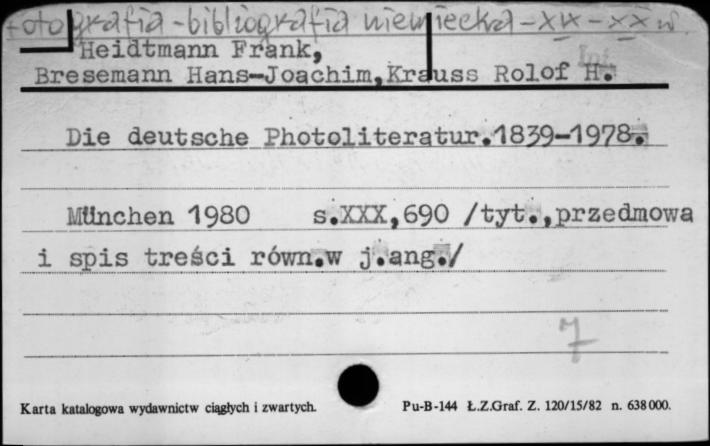 fotografia - bibliografia niemiecka - XIX - XX w.
Heidtmann Frank,
Bresemann Hans-Joachim,Krauss Rolof H.
Die deutsche Photoliteratur.1839-1978.
München 1980 s.XXX,690 /tyt.,przedmowa
i spis treści równ.w j.ang./
7
Karta katalogowa wydawnictw ciągłych i zwartych. Pu-B-144 Ł.Z.Graf. Z. 120/15/82 n. 638000.